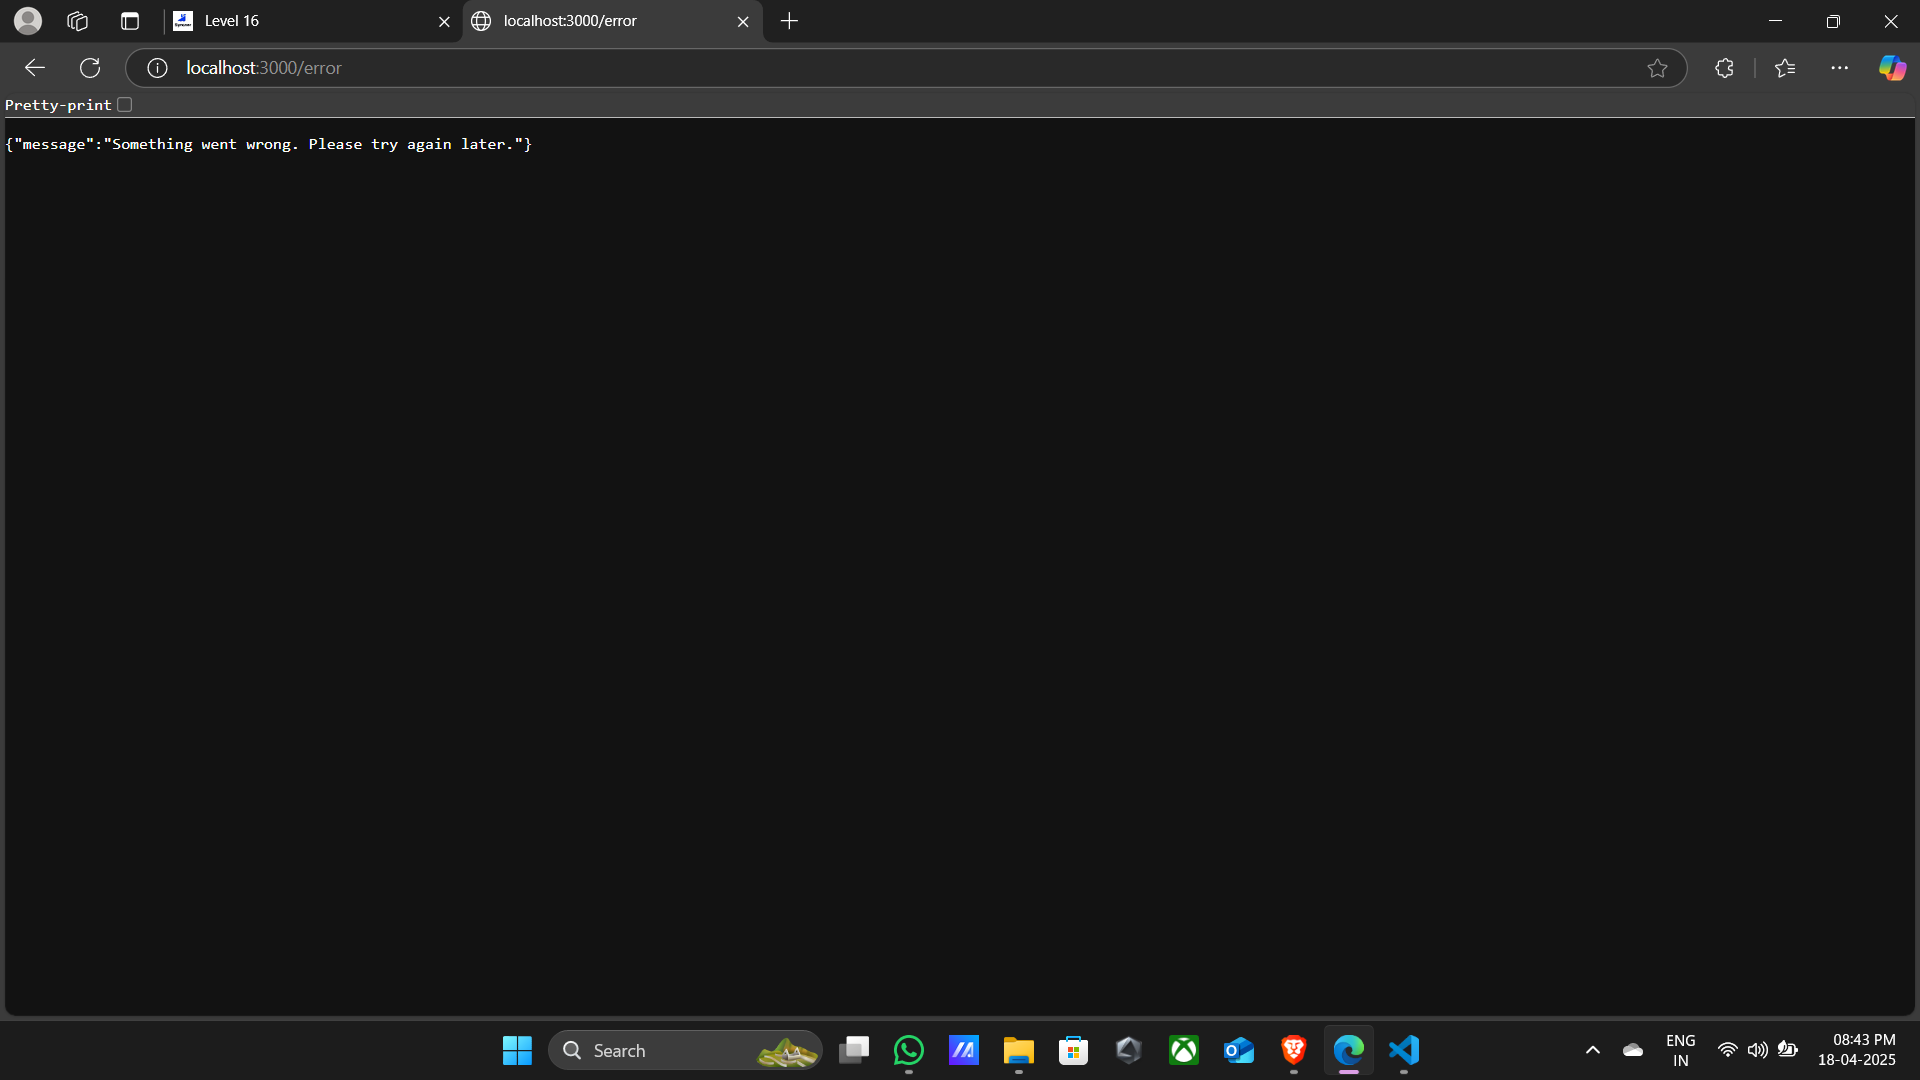 Level 16
localhost:3000/error
localhost:3000/error
Pretty-print
{"message":"Something went wrong. Please try again later."}
Search
ENG
IN
08:43 PM
18-04-2025